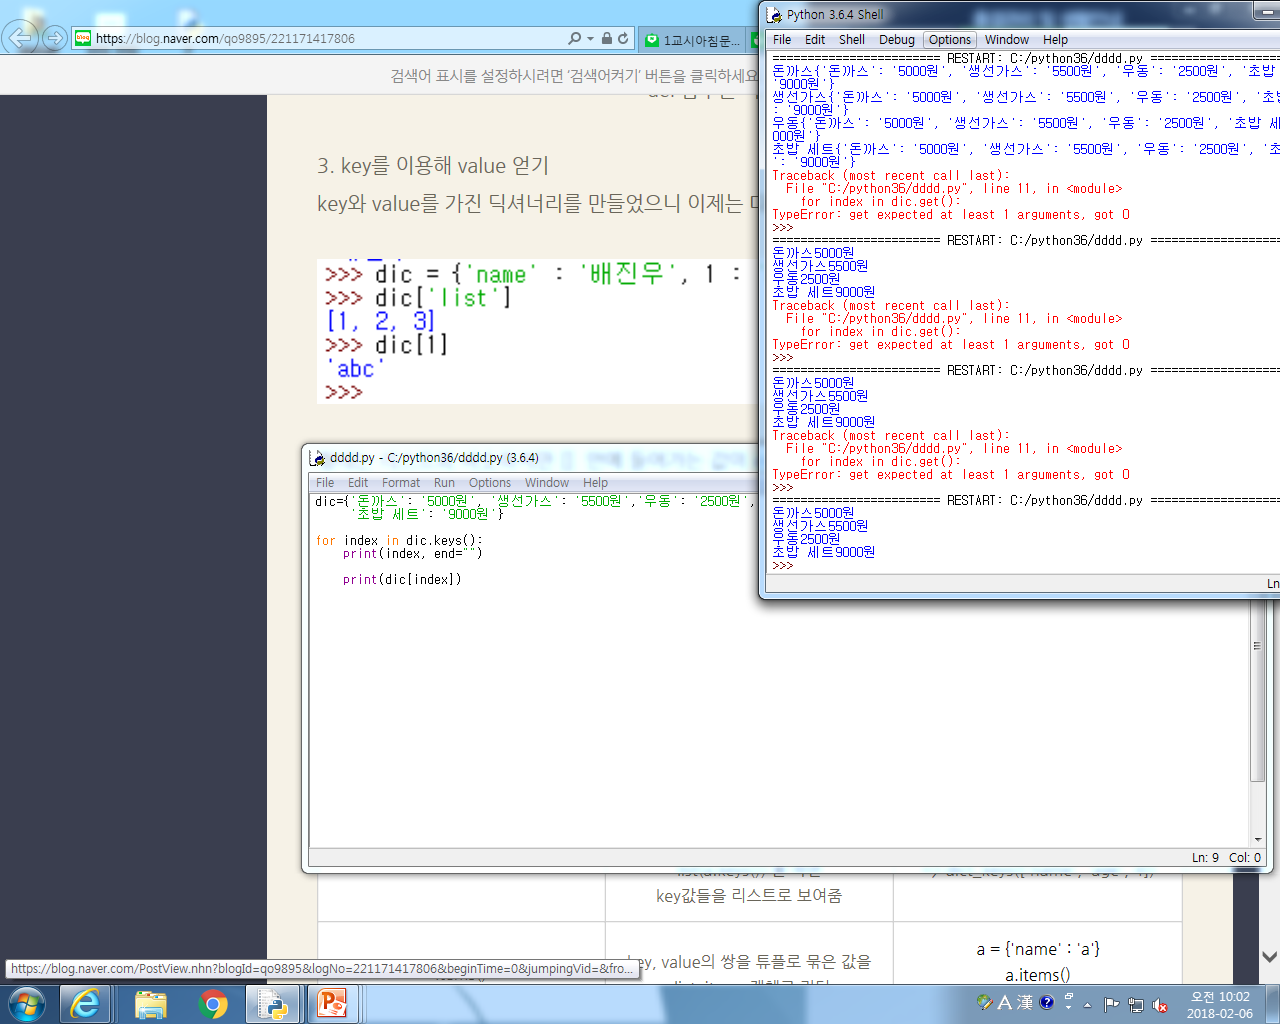 https://blog.naver.com/qo9895/221171417806
1교시아침문...
검색어 표시를 설정하시려면 '검색어켜기' 버튼을 클릭하세요
3. key를 이용해 value 얻기
key와 value를 가진 딕셔너리를 만들었으니 이제는
>>> dic = {'name' : '배진우', 1 :
>>> dic['list']
[1, 2, 3]
>>> dic[1]
'abc'
>>>
Python 3.6.4 Shell
File Edit Shell Debug Options Window Help
======================== RESTART: C:/python36/dddd.py ===================
돈까스{'돈까스': '5000원', '생선가스': '5500원', '우동': '2500원', '초밥
'9000원'}
생선가스{'돈까스': '5000원', '생선가스': '5500원', '우동': '2500원', '초
: '9000원'}
우동{'돈까스': '5000원', '생선가스': '5500원', '우동': '2500원', '초밥 세
000원'}
초밥 세트{'돈까스': '5000원', '생선가스': '5500원', '우동': '2500원', '초
': '9000원'}
Traceback (most recent call last):
File "C:/python36/dddd.py", line 11, in <module>
for index in dic.get():
TypeError: get expected at least 1 arguments, got 0
>>>
======================== RESTART: C:/python36/dddd.py ===================
돈까스5000원
생선가스5500원
우동2500원
초밥 세트9000원
Traceback (most recent call last):
File "C:/python36/dddd.py", line 11, in <module>
for index in dic.get():
TypeError: get expected at least 1 arguments, got 0
>>>
======================== RESTART: C:/python36/dddd.py ===================
돈까스5000원
생선가스5500원
우동2500원
초밥 세트9000원
Traceback (most recent call last):
File "C:/python36/dddd.py", line 11, in <module>
for index in dic.get():
TypeError: get expected at least 1 arguments, got 0
>>>
======================== RESTART: C:/python36/dddd.py ===================
돈까스5000원
생선가스5500원
우동2500원
초밥 세트9000원
>>>
Ln
dddd.py - C:/python36/dddd.py (3.6.4)
File Edit Format Run Options Window Help
dic={'돈까스': '5000원', '생선가스': '5500원','우동': '2500원',
'초밥 세트': '9000원'}
for index in dic.keys():
print(index, end="")
print(dic[index])
Ln: 9 Col: 0
key값들을 리스트로 보여줌
a = {'name' : 'a'}
key, value의 쌍을 튜플로 묶은 값을
a.items()
https://blog.naver.com/PostView.nhn?blogId=qo9895&logNo=221171417806&beginTime=0&jumpingVid=&fro...
A 漢
오전 10:02
2018-02-06